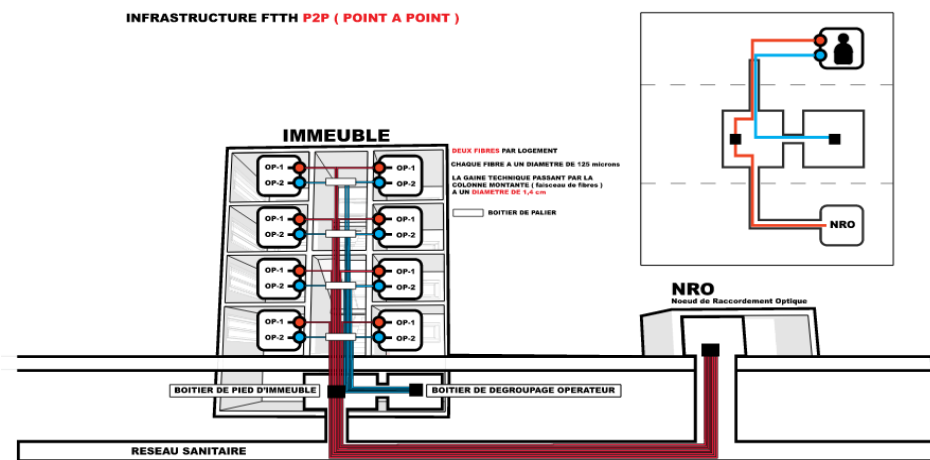 INFRASTRUCTURE FTTH P2P ( POINT A POINT )
IMMEUBLE
DEUX FIBRES PAR LOGEMENT
CHAQUE FIBRE A UN DIAMETRE DE 125 microns
LA GAINE TECHNIQUE PASSANT PAR LA
COLONNE MONTANTE ( faisceau de fibres )
A UN DIAMETRE DE 1,4 cm
BOITIER DE PALIER
OP-1
OP-2
OP-1
OP-2
OP-1
OP-2
OP-1
OP-2
OP-1
OP-2
OP-1
OP-2
OP-1
OP-2
OP-1
OP-2
NRO
NRO
Noeud de Raccordement Optique
BOITIER DE PIED D'IMMEUBLE
BOITIER DE DEGROUPAGE OPERATEUR
RESEAU SANITAIRE